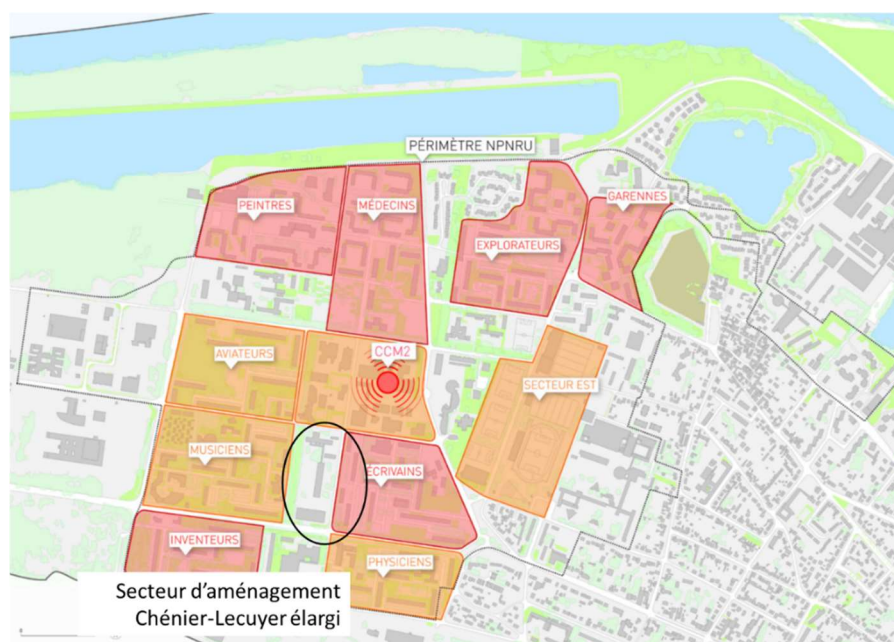 PÉRIMÈTRE NPNRU
PEINTRES
MÉDECINS
GARENNES
EXPLORATEURS
AVIATEURS
CCM2
SECTEUR EST
MUSICIENS
ÉCRIVAINS
INVENTEURS
PHYSICIENS
Secteur d’aménagement
Chénier-Lecuyer élargi